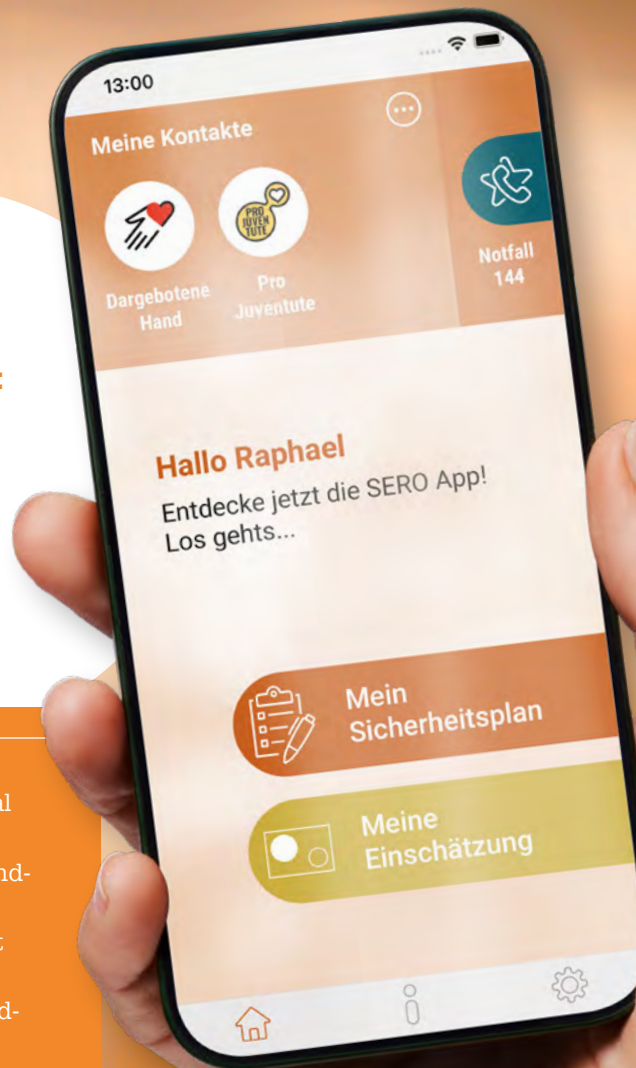 13:00
Meine Kontakte
PRO
JUVEN
TUTE
Dargebotene
Hand
Pro
Juventute
Notfall
144
Hallo Raphael
Entdecke jetzt die SERO App!
Los gehts...
Mein
Sicherheitsplan
Meine
Einschätzung